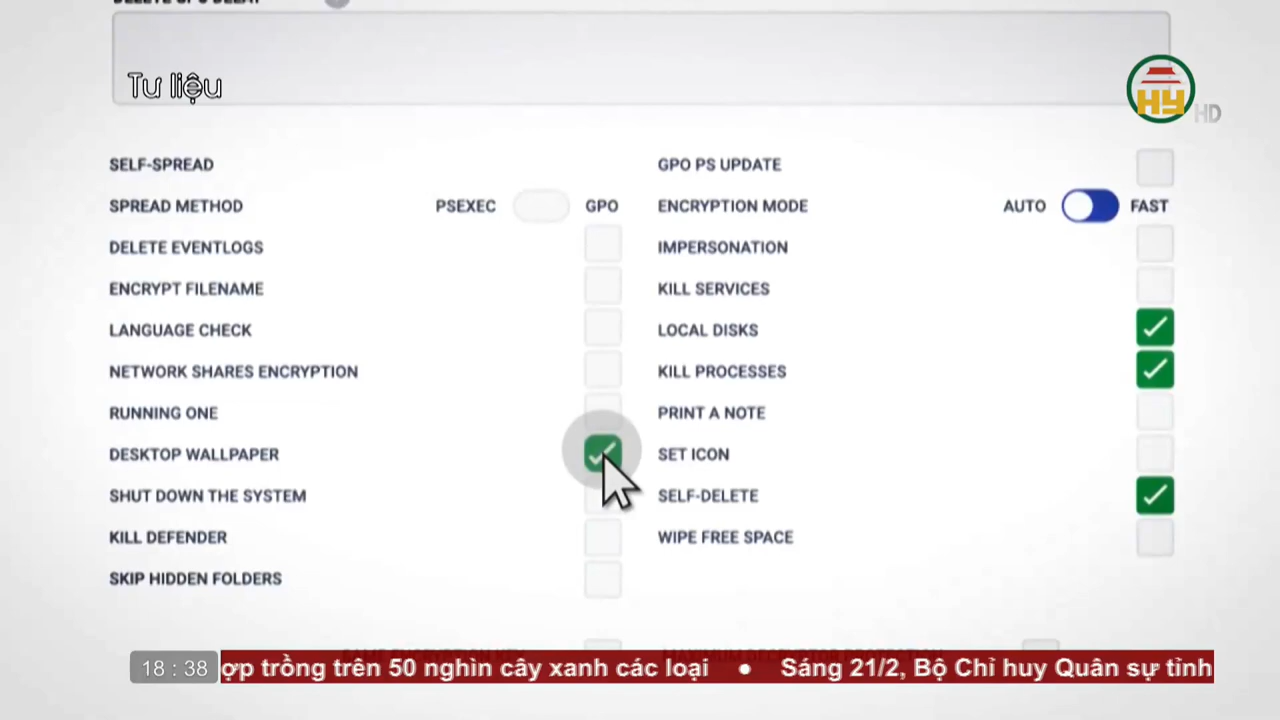 Tư liệu
HY HD
SELF-SPREAD
SPREAD METHOD PSEXEC GPO
DELETE EVENTLOGS
ENCRYPT FILENAME
LANGUAGE CHECK
NETWORK SHARES ENCRYPTION
RUNNING ONE
DESKTOP WALLPAPER
SHUT DOWN THE SYSTEM
KILL DEFENDER
SKIP HIDDEN FOLDERS
GPO PS UPDATE
ENCRYPTION MODE AUTO FAST
IMPERSONATION
KILL SERVICES
LOCAL DISKS
KILL PROCESSES
PRINT A NOTE
SET ICON
SELF-DELETE
WIPE FREE SPACE
18 : 38 ợp trồng trên 50 nghìn cây xanh các loại • Sáng 21/2, Bộ Chỉ huy Quân sự tỉnh